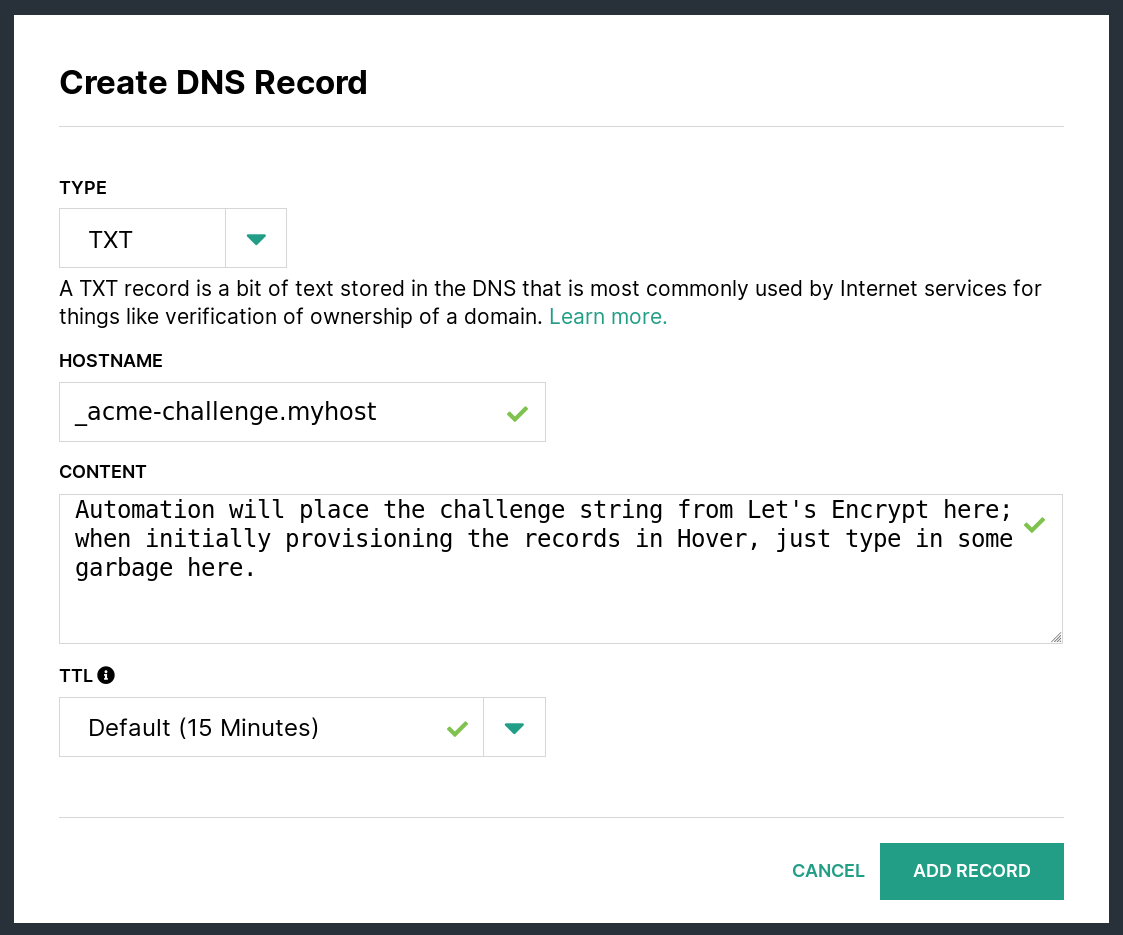 Create DNS Record
TYPE
TXT
A TXT record is a bit of text stored in the DNS that is most commonly used by Internet services for
things like verification of ownership of a domain. Learn more.
HOSTNAME
_acme-challenge.myhost
CONTENT
Automation will place the challenge string from Let's Encrypt here;
when initially provisioning the records in Hover, just type in some
garbage here.
TTL
Default (15 Minutes)
CANCEL
ADD RECORD